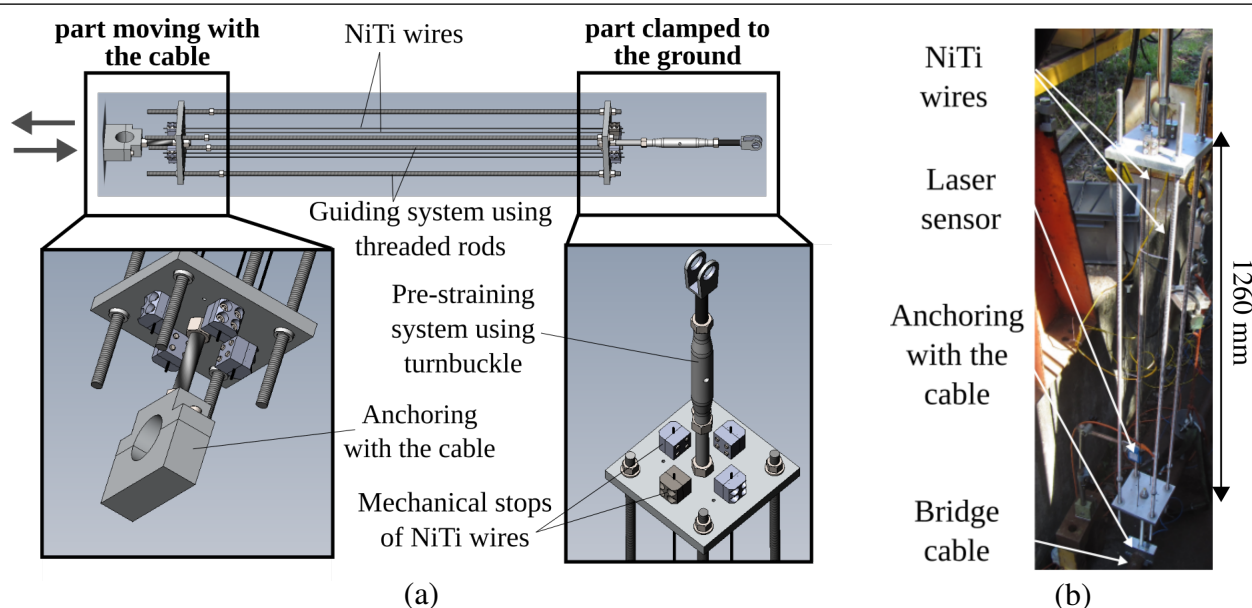 part moving with
the cable
NiTi wires
part clamped to
the ground
Guiding system using
threaded rods
Pre-straining
system using
turnbuckle
Anchoring
with the cable
Mechanical stops
of NiTi wires
(a)
NiTi
wires
Laser
sensor
Anchoring
with the
cable
Bridge
cable
1260 mm
(b)